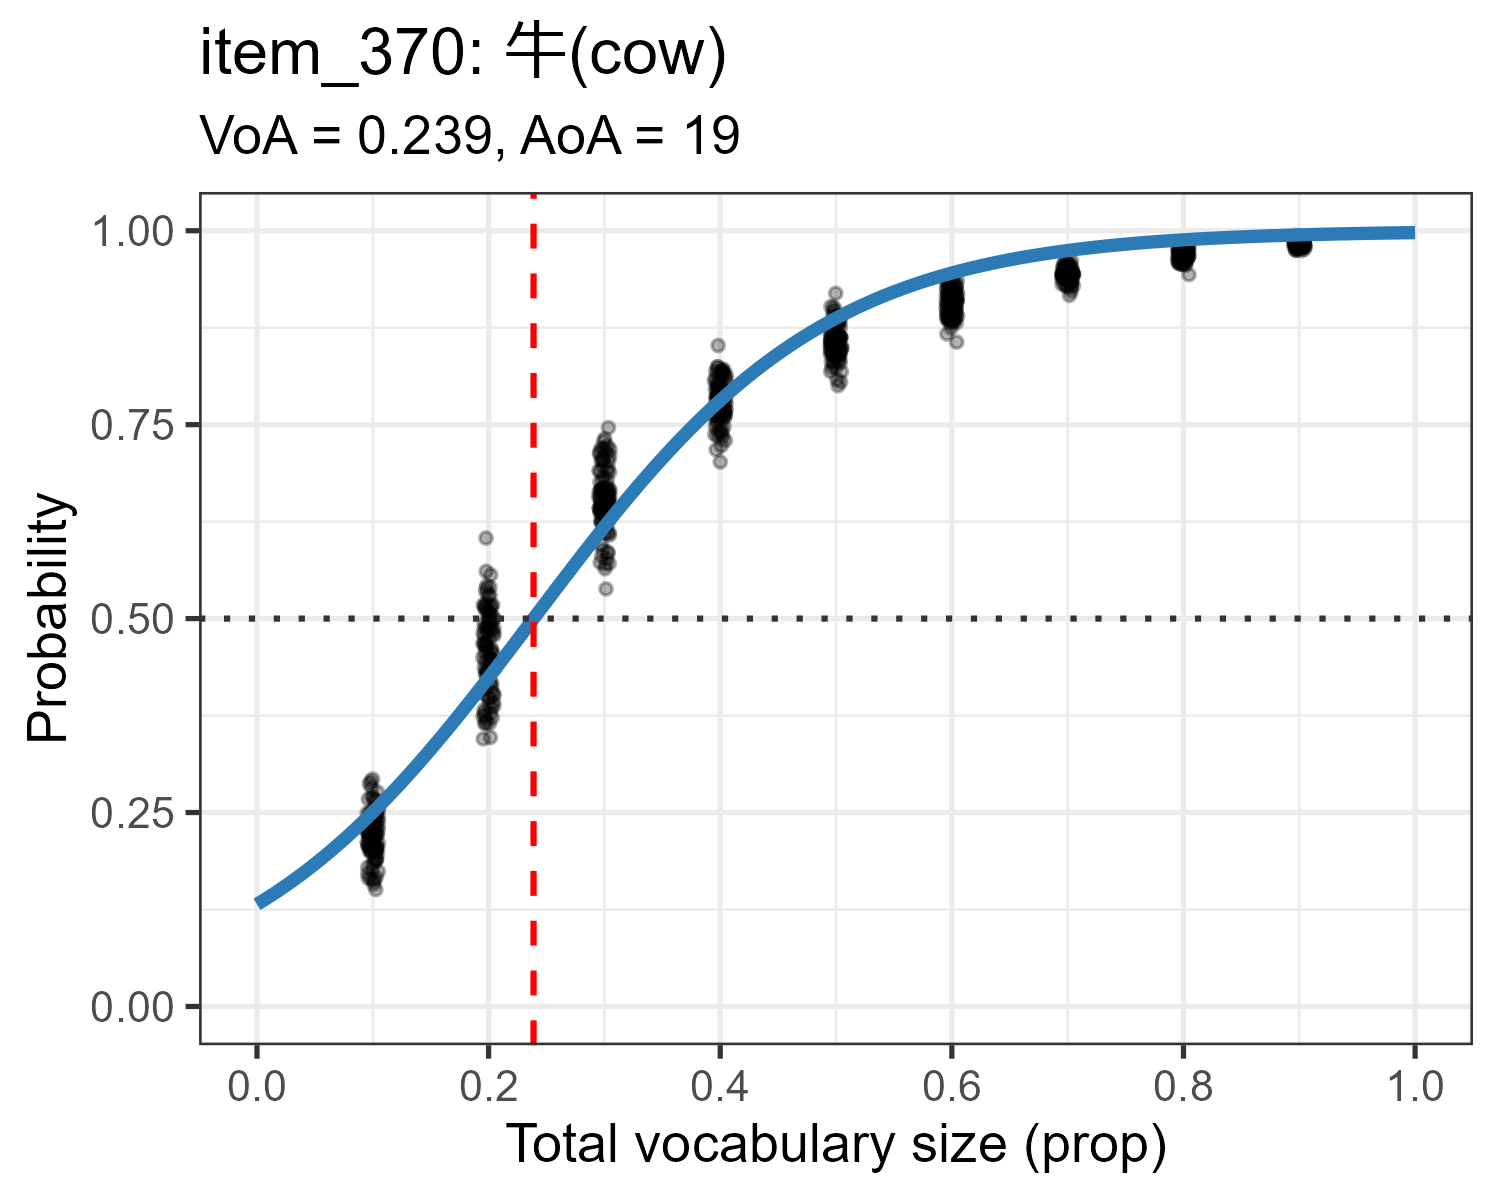 item_370: 牛(cow)
VoA = 0.239, AoA = 19
1.00
0.75
0.50
0.25
0.00
Probability
0.0 0.2 0.4 0.6 0.8 1.0
Total vocabulary size (prop)